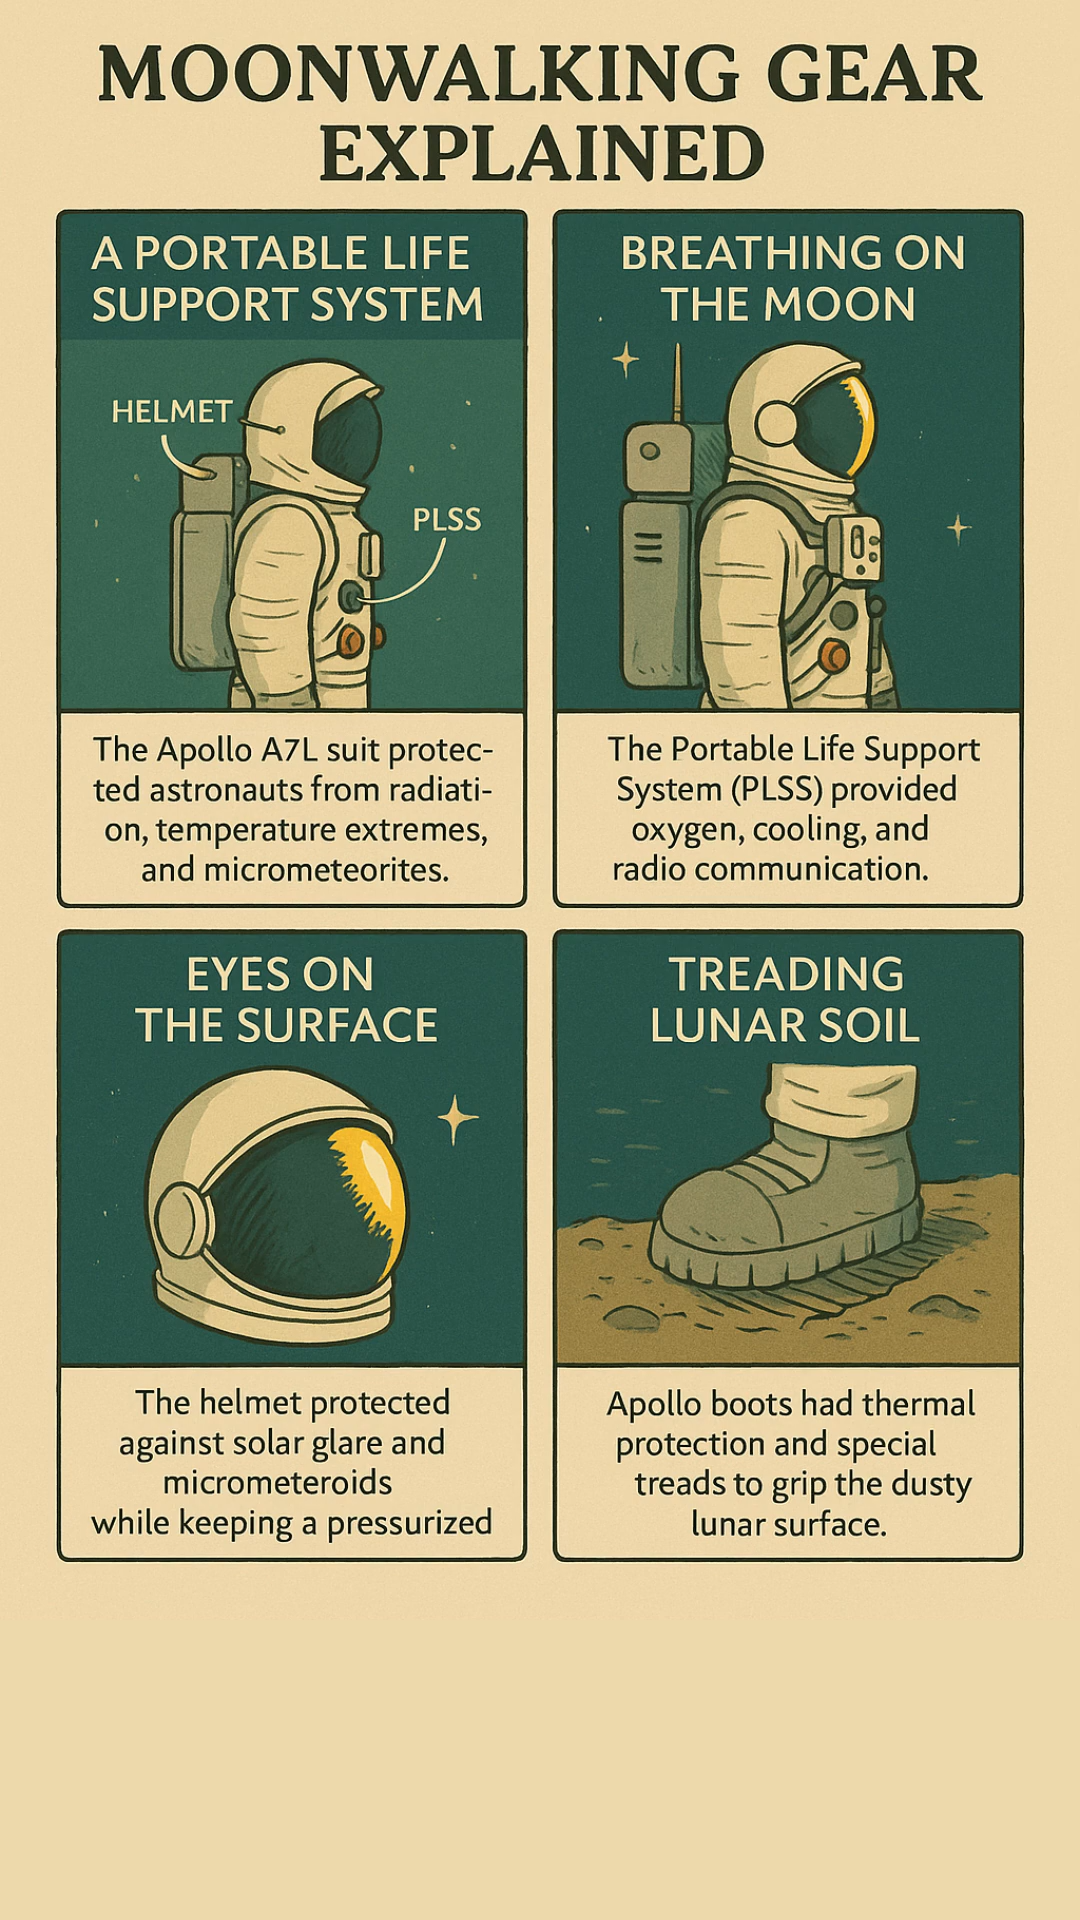 MOONWALKING GEAR
EXPLAINED
A PORTABLE LIFE
SUPPORT SYSTEM
HELMET
PLSS
The Apollo A7L suit protec-
ted astronauts from radiati-
on, temperature extremes,
and micrometeorites.
BREATHING ON
THE MOON
The Portable Life Support
System (PLSS) provided
oxygen, cooling, and
radio communication.
EYES ON
THE SURFACE
The helmet protected
against solar glare and
micrometeroids
while keeping a pressurized
TREADING
LUNAR SOIL
Apollo boots had thermal
protection and special
treads to grip the dusty
lunar surface.